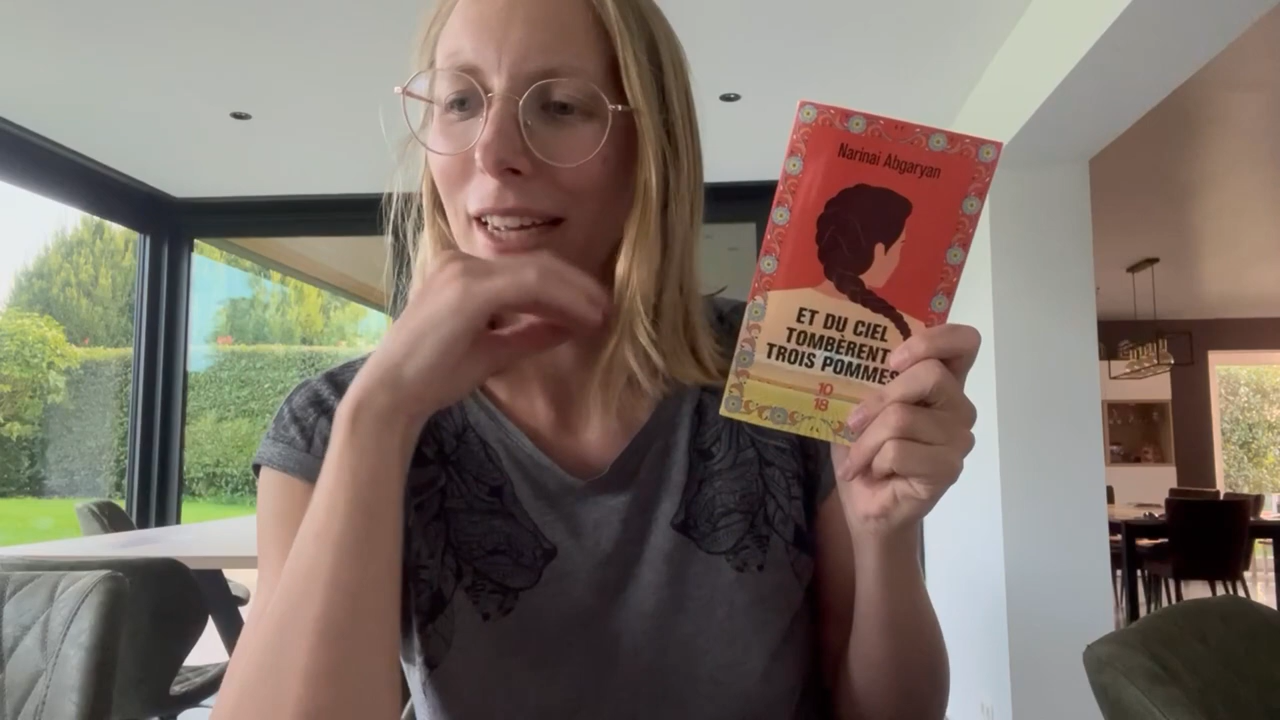 Narinai Abgaryan
ET DU CIEL
TOMBÈRENT
TROIS POMMES
10
18